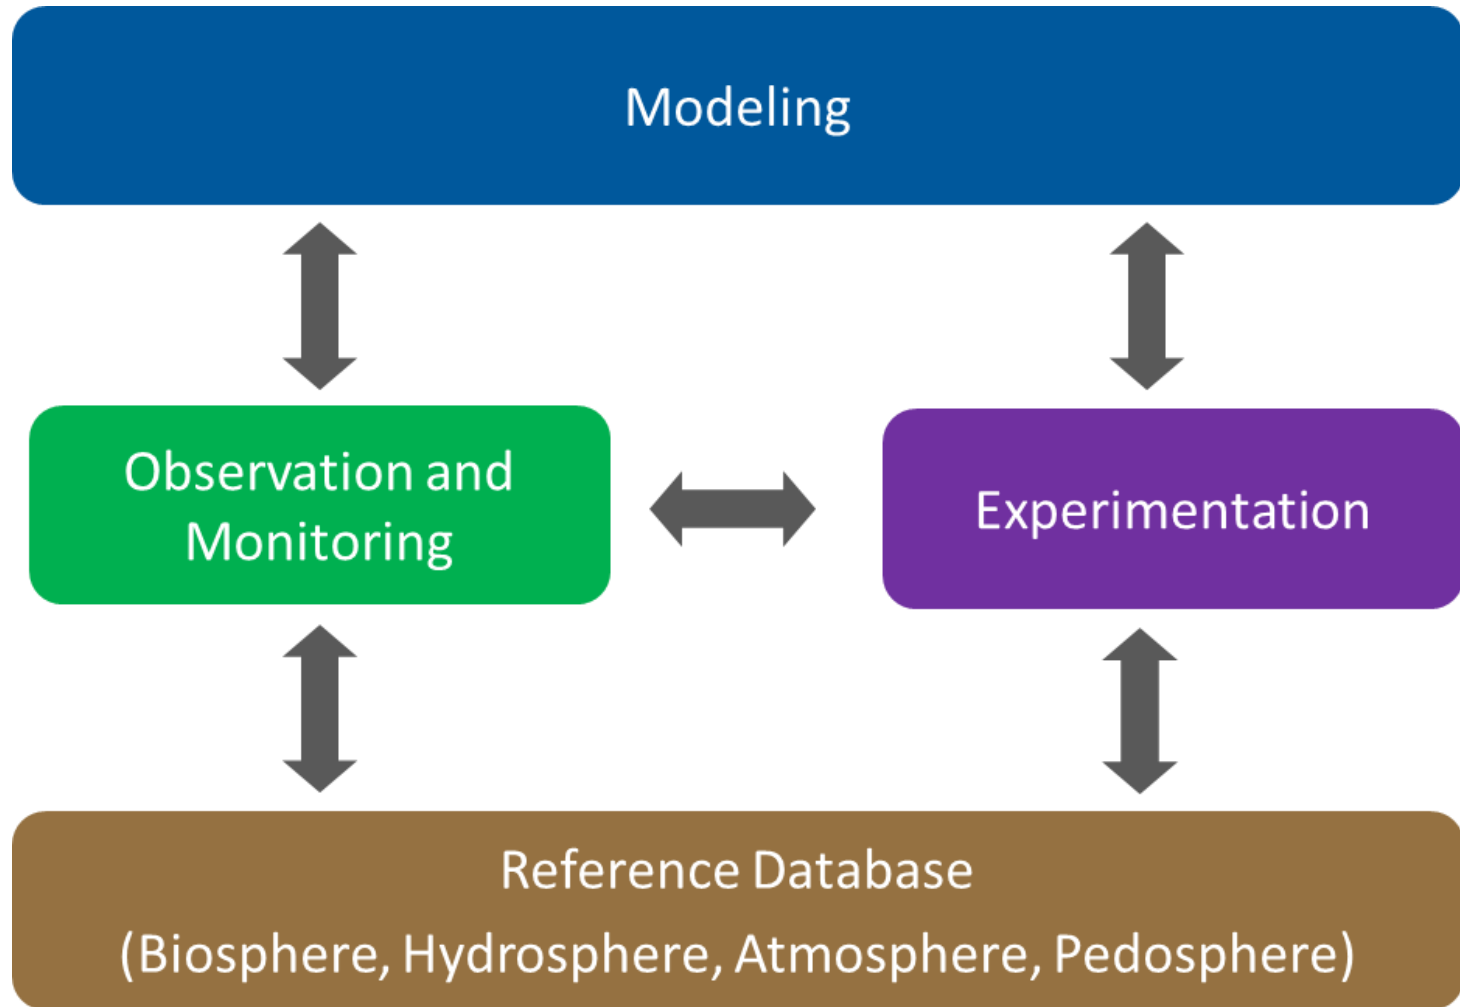 Modeling
Observation and
Monitoring
Experimentation
Reference Database
(Biosphere, Hydrosphere, Atmosphere, Pedosphere)